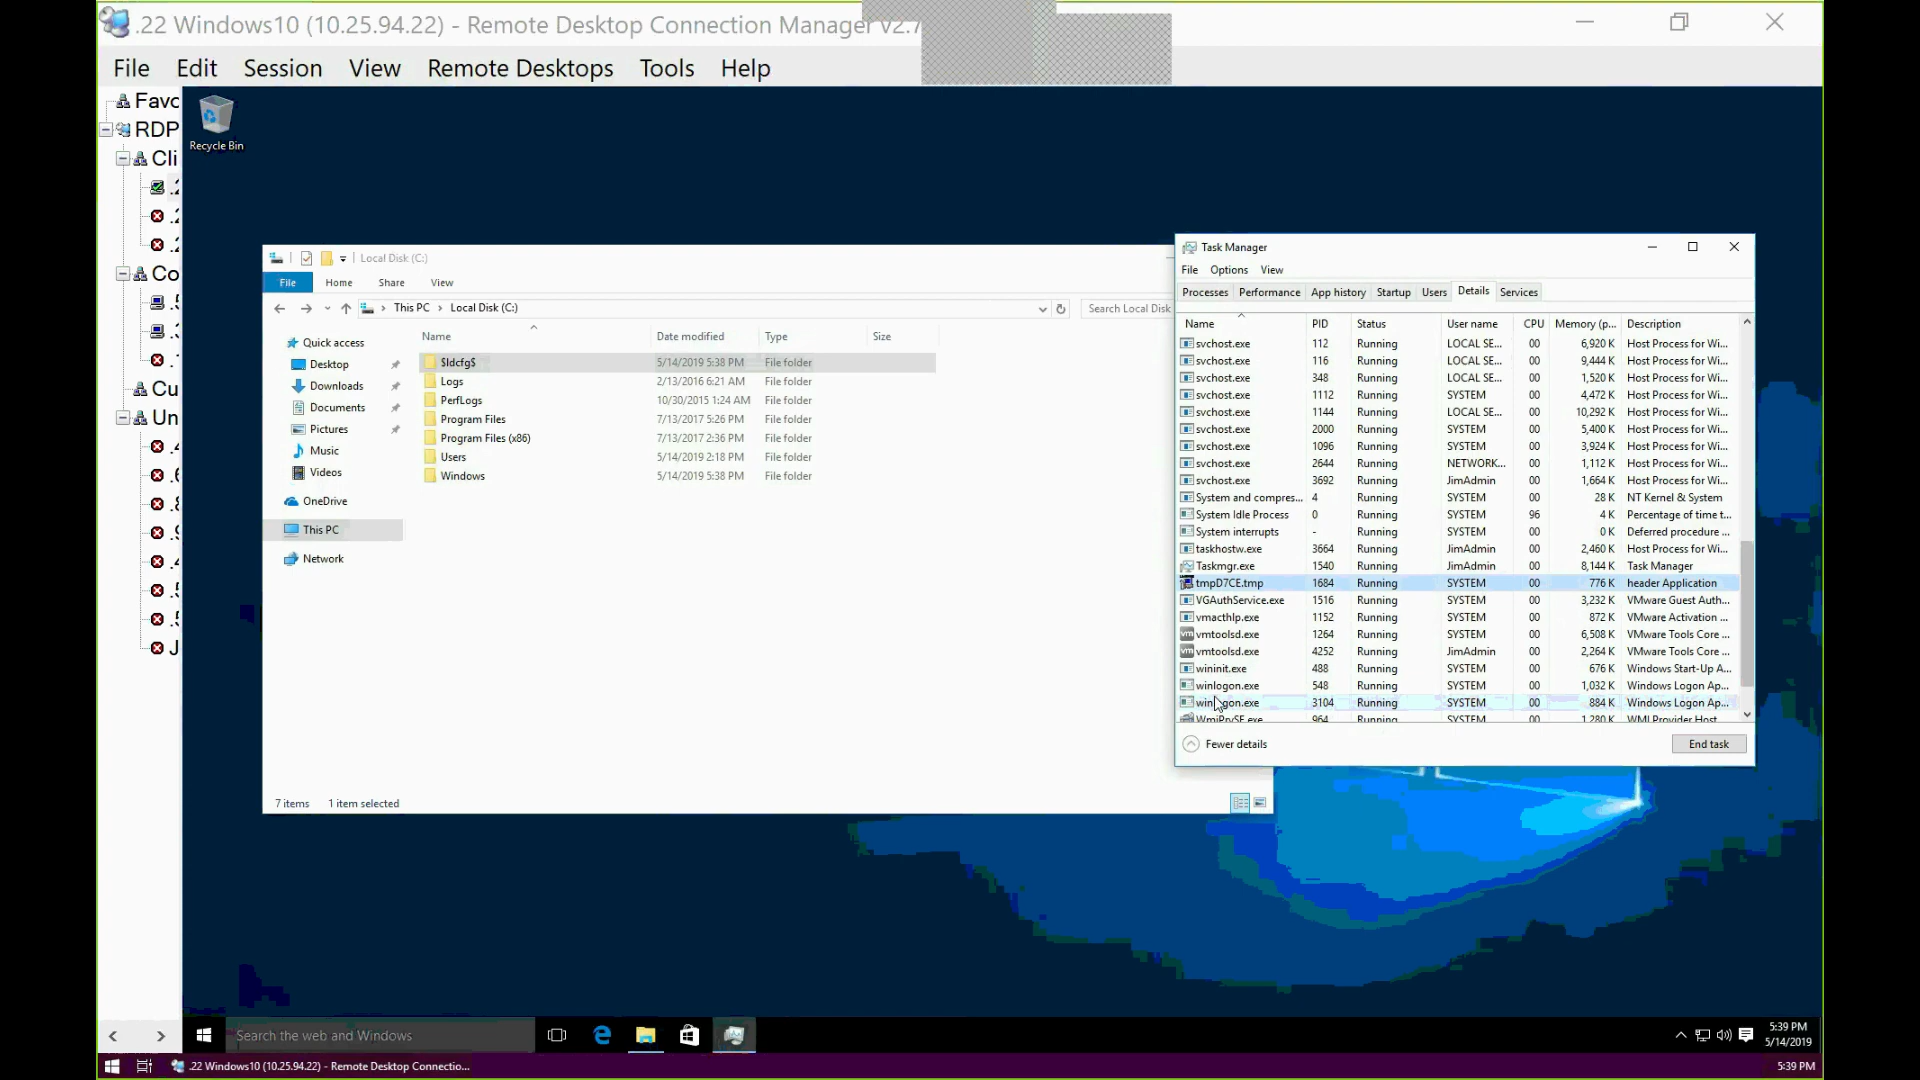 .22 Windows10 (10.25.94.22) - Remote Desktop Connection Manager v2.7
File Edit Session View Remote Desktops Tools Help
Favo
RDP
Cli
Co
Cu
Un
J
Recycle Bin
Local Disk (C:)
File Home Share View
This PC > Local Disk (C:)
Search Local Disk
Name Date modified Type Size
Quick access
Desktop
Downloads
Documents
Pictures
Music
Videos
OneDrive
This PC
Network
$ldcfg$ 5/14/2019 5:38 PM File folder
Logs 2/13/2016 6:21 AM File folder
PerfLogs 10/30/2015 1:24 AM File folder
Program Files 7/13/2017 5:26 PM File folder
Program Files (x86) 7/13/2017 2:36 PM File folder
Users 5/14/2019 2:18 PM File folder
Windows 5/14/2019 5:38 PM File folder
7 items 1 item selected
Task Manager
File Options View
Processes Performance App history Startup Users Details Services
Name PID Status User name CPU Memory (p... Description
svchost.exe 112 Running LOCAL SE... 00 6,920 K Host Process for Wi...
svchost.exe 116 Running LOCAL SE... 00 9,444 K Host Process for Wi...
svchost.exe 348 Running LOCAL SE... 00 1,520 K Host Process for Wi...
svchost.exe 1112 Running SYSTEM 00 4,472 K Host Process for Wi...
svchost.exe 1144 Running LOCAL SE... 00 10,292 K Host Process for Wi...
svchost.exe 2000 Running SYSTEM 00 5,400 K Host Process for Wi...
svchost.exe 1096 Running SYSTEM 00 3,924 K Host Process for Wi...
svchost.exe 2644 Running NETWORK... 00 1,112 K Host Process for Wi...
svchost.exe 3692 Running JimAdmin 00 1,664 K Host Process for Wi...
System and compres... 4 Running SYSTEM 00 28 K NT Kernel & System
System Idle Process 0 Running SYSTEM 96 4 K Percentage of time t...
System interrupts - Running SYSTEM 00 0 K Deferred procedure ...
taskhostw.exe 3664 Running JimAdmin 00 2,460 K Host Process for Wi...
Taskmgr.exe 1540 Running JimAdmin 00 8,144 K Task Manager
tmpD7CE.tmp 1684 Running SYSTEM 00 776 K header Application
VGAuthService.exe 1516 Running SYSTEM 00 3,232 K VMware Guest Auth...
vmacthlp.exe 1152 Running SYSTEM 00 872 K VMware Activation ...
vmtoolsd.exe 1264 Running SYSTEM 00 6,508 K VMware Tools Core ...
vmtoolsd.exe 4252 Running JimAdmin 00 2,264 K VMware Tools Core ...
wininit.exe 488 Running SYSTEM 00 676 K Windows Start-Up A...
winlogon.exe 548 Running SYSTEM 00 1,032 K Windows Logon Ap...
winlogon.exe 3104 Running SYSTEM 00 884 K Windows Logon Ap...
WmiPrvSE.exe 964 Running SYSTEM 00 1,280 K WMI Provider Host
Fewer details End task
Search the web and Windows
5:39 PM
5/14/2019
.22 Windows10 (10.25.94.22) - Remote Desktop Connectio...
5:39 PM